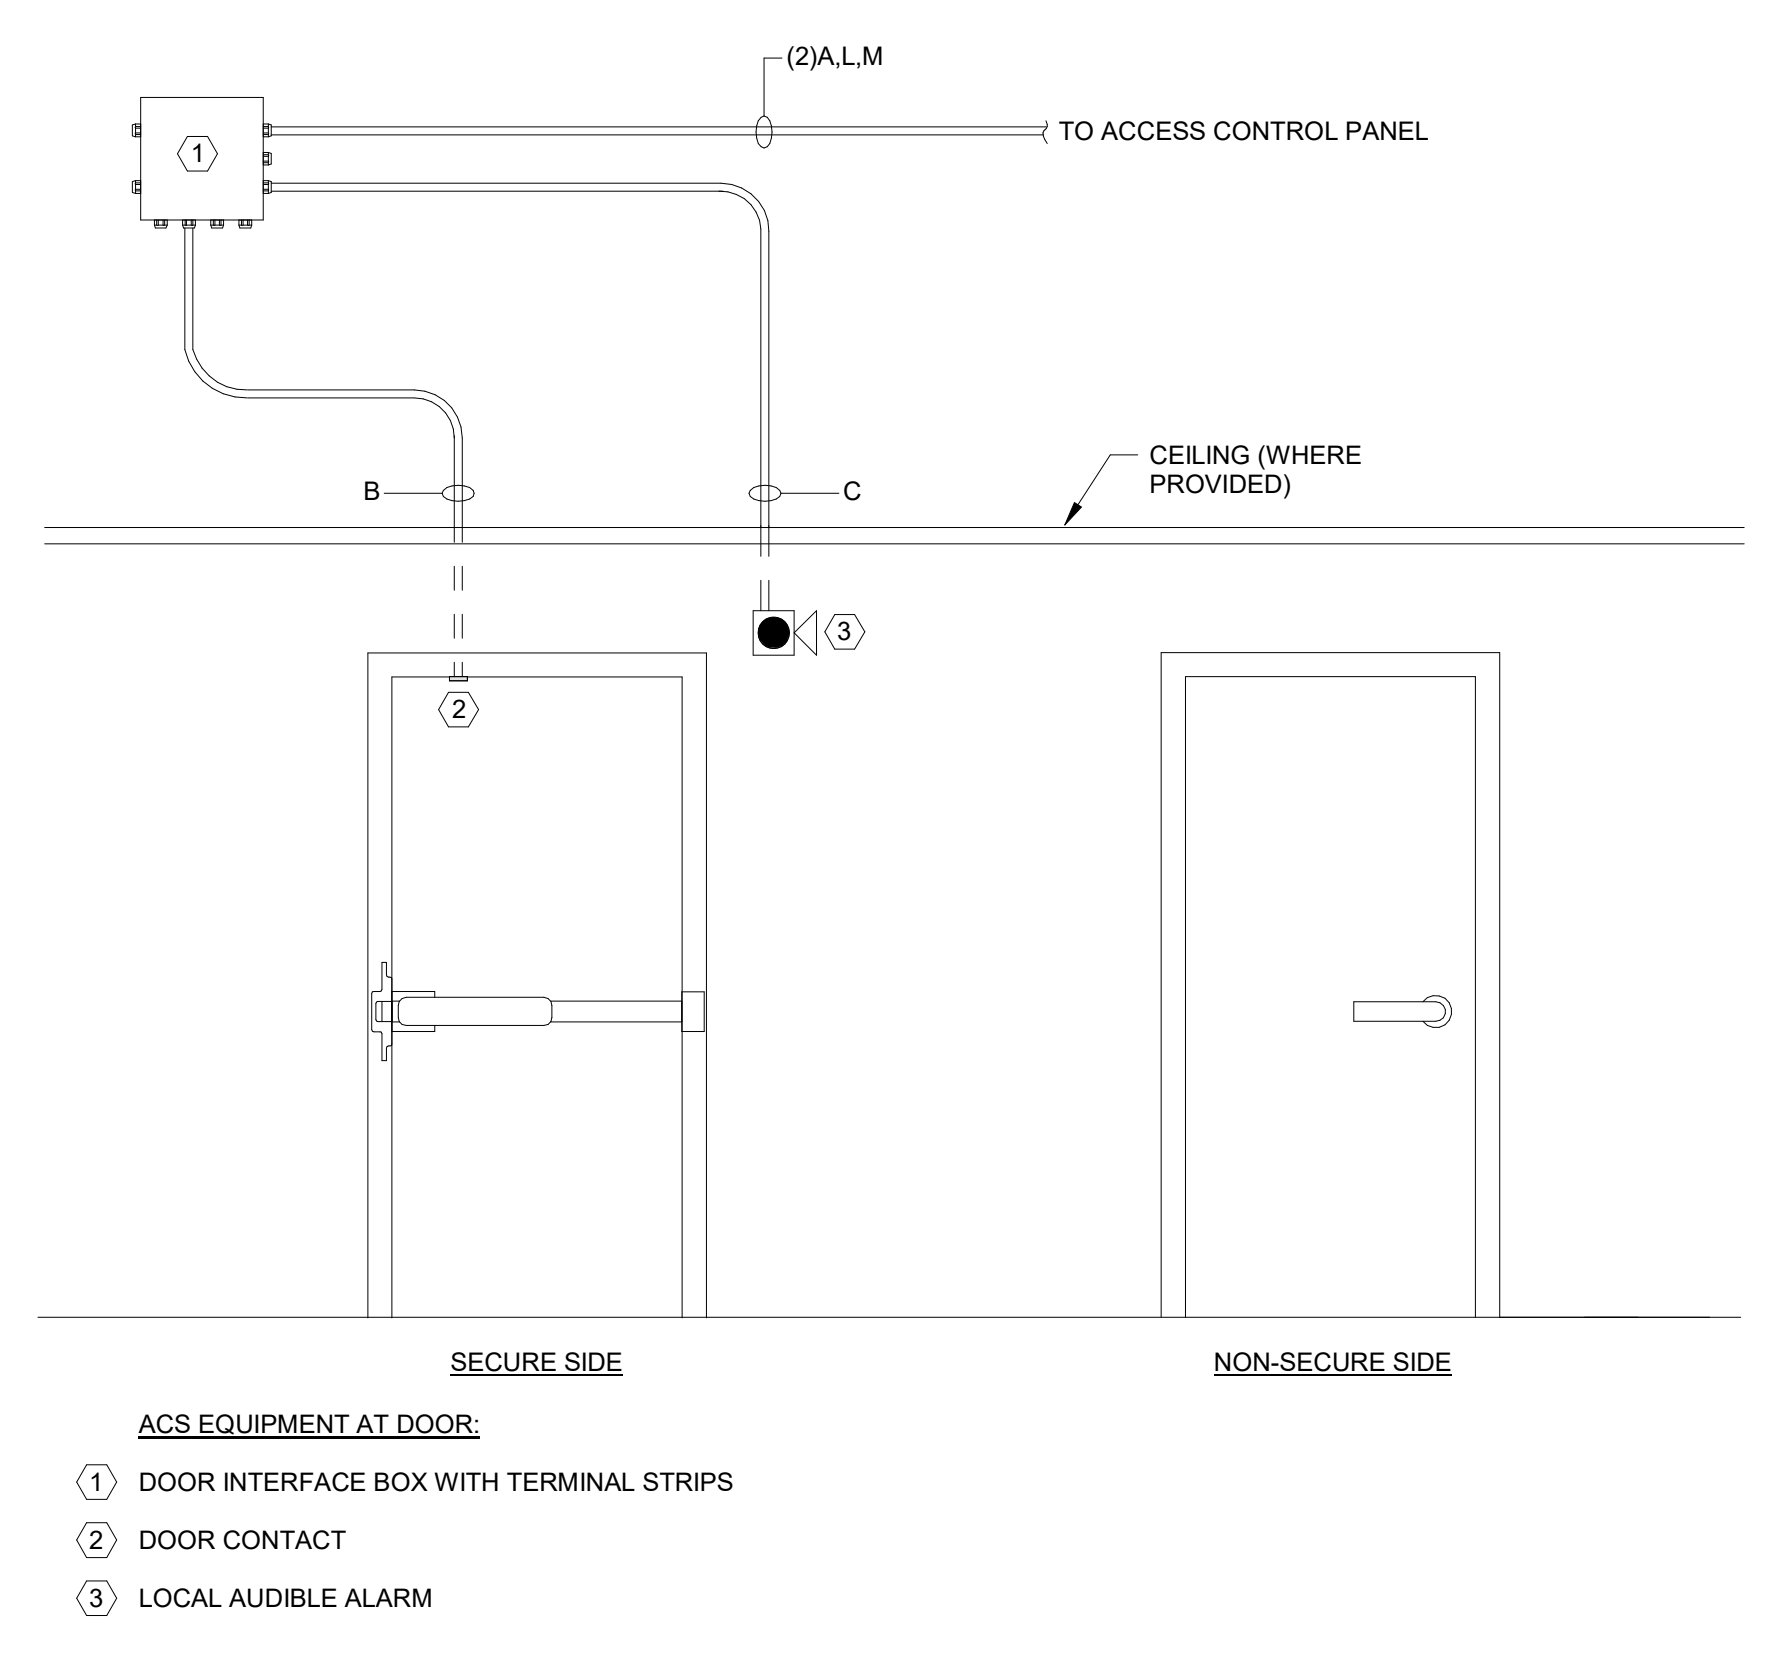 (2)A,L,M
TO ACCESS CONTROL PANEL
1
CEILING (WHERE
PROVIDED)
B
C
3
2
SECURE SIDE
NON-SECURE SIDE
ACS EQUIPMENT AT DOOR:
1 DOOR INTERFACE BOX WITH TERMINAL STRIPS
2 DOOR CONTACT
3 LOCAL AUDIBLE ALARM